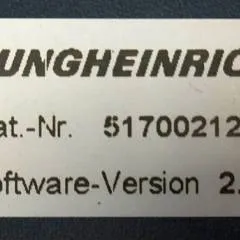 UNGHEINRIC
at.-Nr. 51700212
oftware-Version 2.